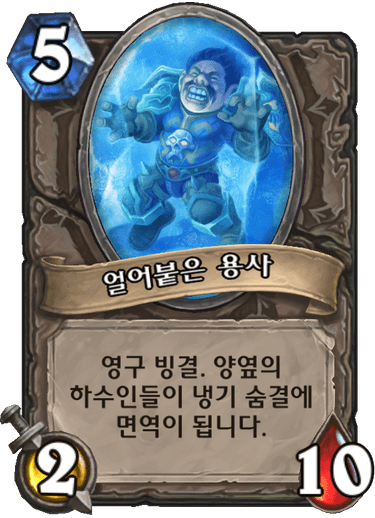 5
얼어붙은 용사
영구 빙결. 양옆의
하수인들이 냉기 숨결에
면역이 됩니다.
2
10